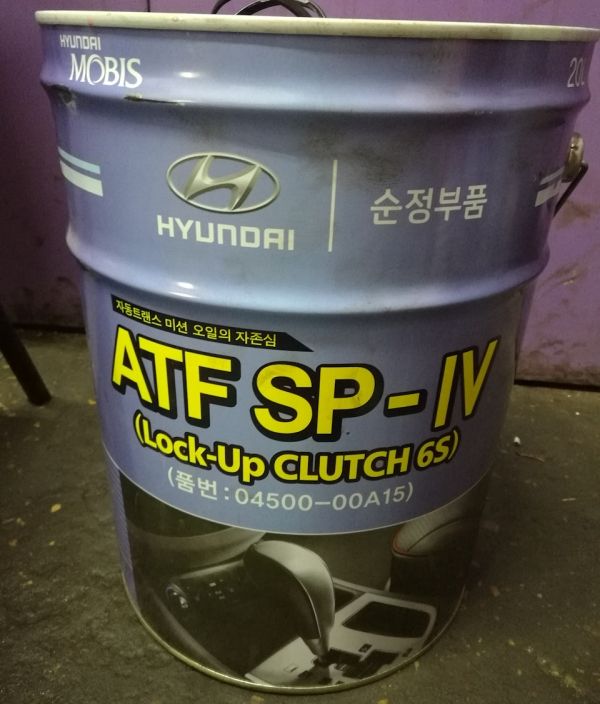 HYUNDAI
MOBIS
20L
HYUNDAI
순정부품
자동트랜스 미션 오일의 자존심
ATF SP-IV
(Lock-Up CLUTCH 6S)
(품번 : 04500-00A15)